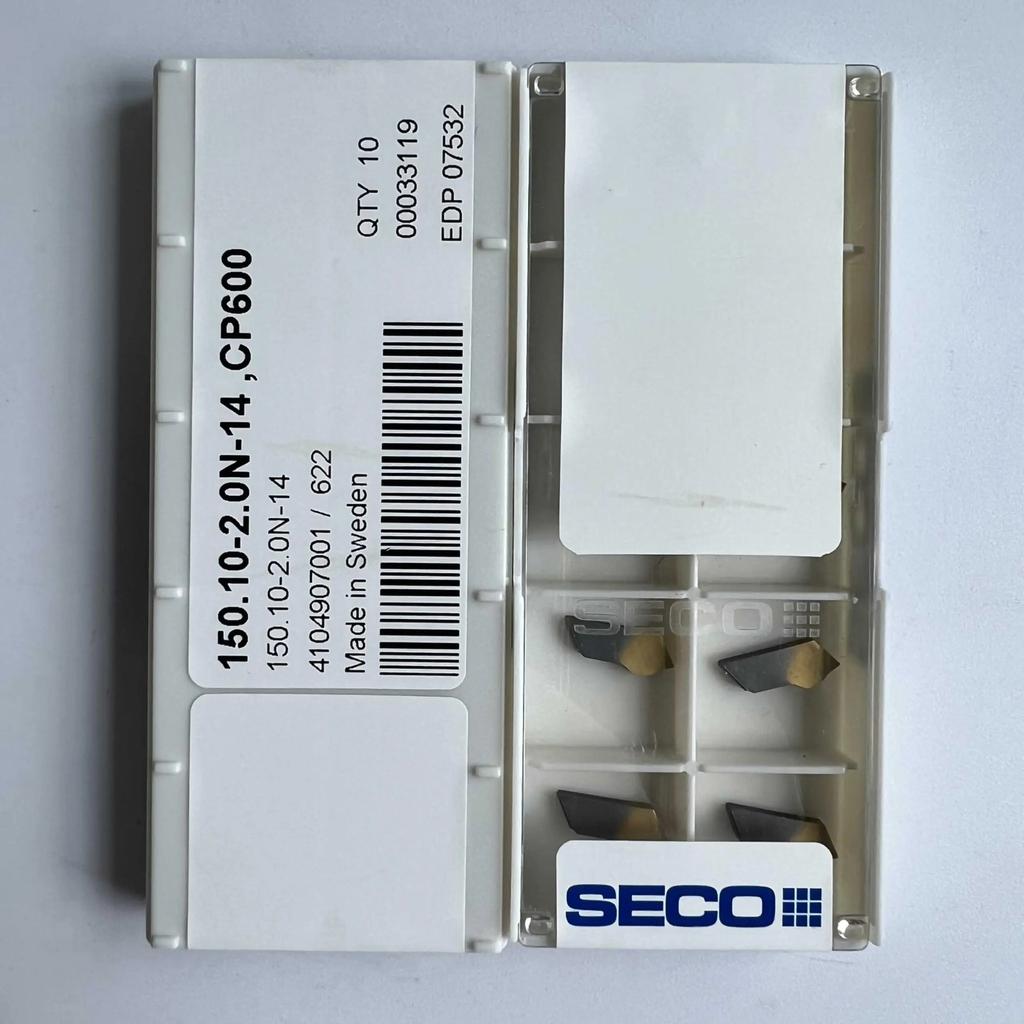 150.10-2.0N-14 ,CP600
150.10-2.0N-14
4104907001 / 622
Made in Sweden
QTY 10
00033119
EDP 07532
SECO
SECO